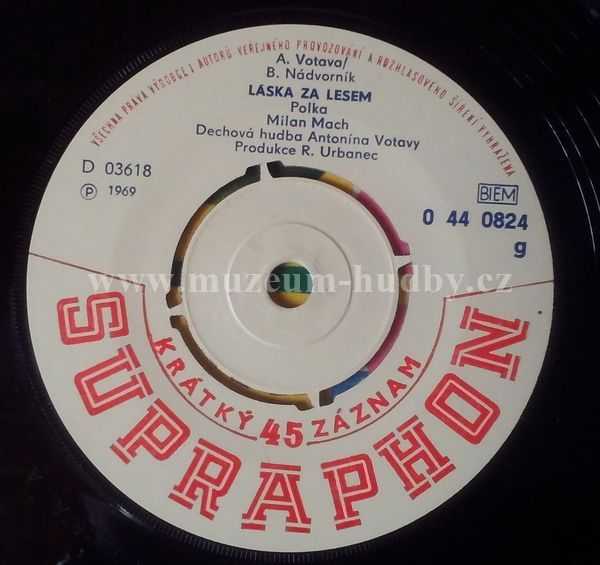 VŠECHNA PRÁVA VÝROBCE I AUTORŮ VEŘEJNÉHO PROVOZOVÁNÍ A ROZHLASOVÉHO ŠÍŘENÍ VYHRAŽENA
A. Votava/
B. Nádvorník
LÁSKA ZA LESEM
Polka
Milan Mach
Dechová hudba Antonína Votavy
Produkce R. Urbanec
D 03618
Ⓟ 1969
BIEM
0 44 0824
g
www.muzeum-hudby.cz
KRÁTKÝ 45 ZÁZNAM
SUPRAPHON